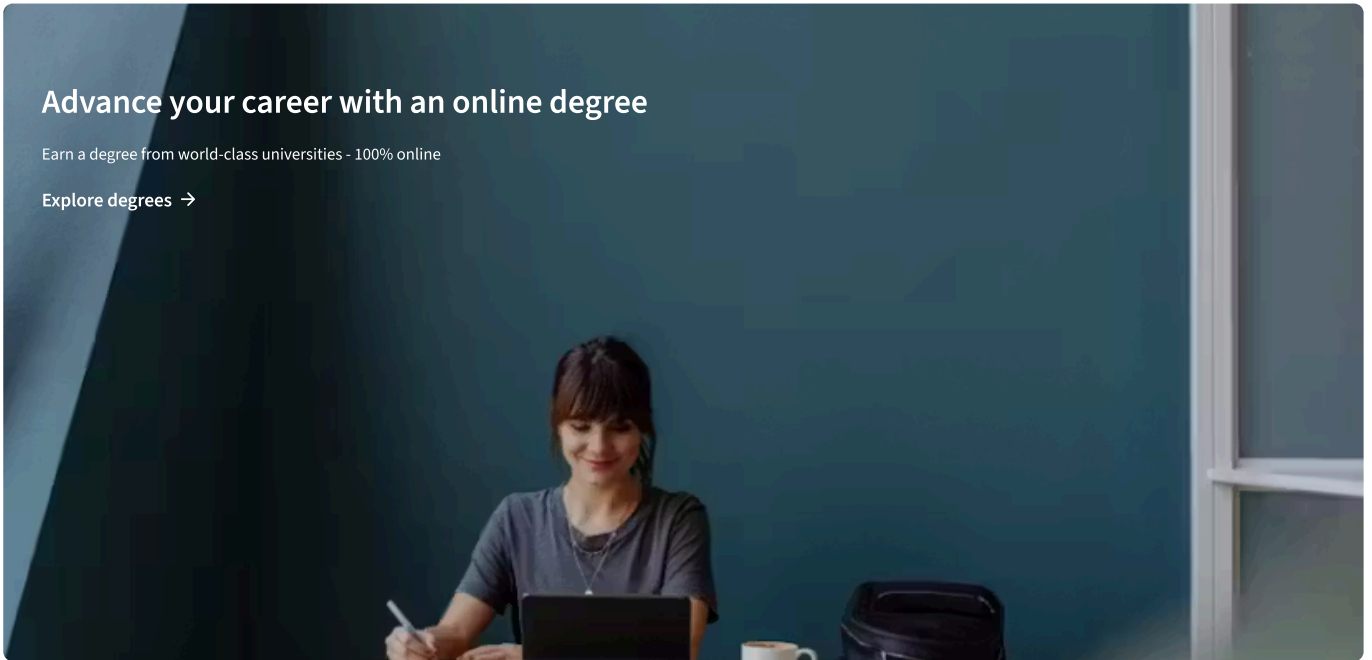 Advance your career with an online degree
Earn a degree from world-class universities - 100% online
Explore degrees